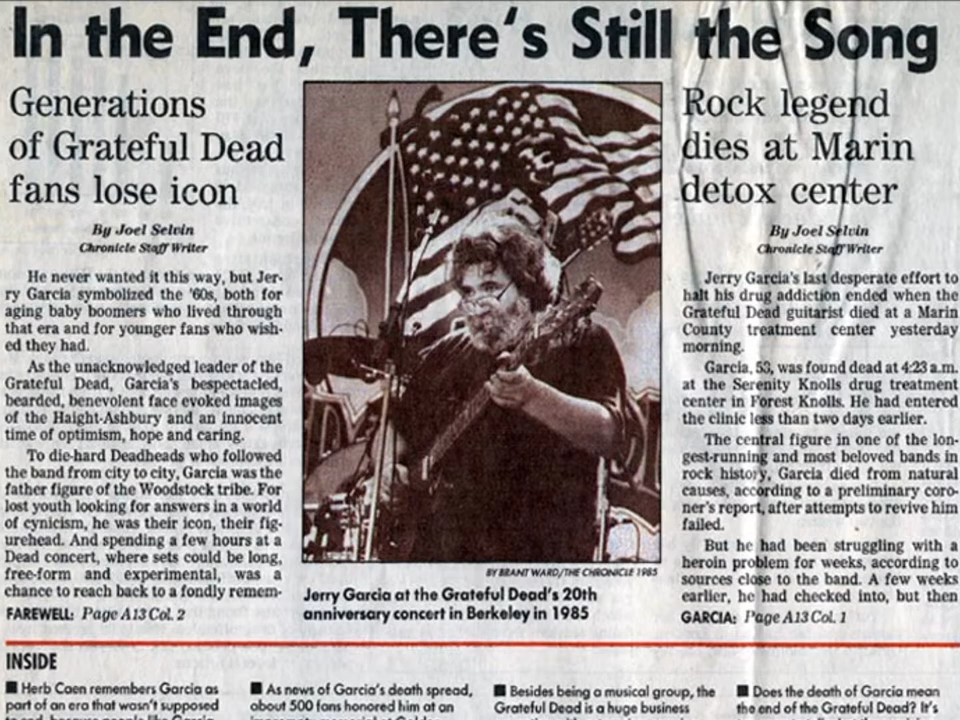 In the End, There's Still the Song
Generations
of Grateful Dead
fans lose icon
By Joel Selvin
Chronicle Staff Writer
He never wanted it this way, but Jer-
ry Garcia symbolized the '60s, both for
aging baby boomers who lived through
that era and for younger fans who wish-
ed they had.
As the unacknowledged leader of the
Grateful Dead, Garcia's bespectacled,
bearded, benevolent face evoked images
of the Haight-Ashbury and an innocent
time of optimism, hope and caring.
To die-hard Deadheads who followed
the band from city to city, Garcia was the
father figure of the Woodstock tribe. For
lost youth looking for answers in a world
of cynicism, he was their icon, their fig-
urehead. And spending a few hours at a
Dead concert, where sets could be long,
free-form and experimental, was a
chance to reach back to a fondly remem-
FAREWELL: Page A13 Col. 2
BY BRANT WARD/THE CHRONICLE 1985
Jerry Garcia at the Grateful Dead's 20th
anniversary concert in Berkeley in 1985
Rock legend
dies at Marin
detox center
By Joel Selvin
Chronicle Staff Writer
Jerry Garcia's last desperate effort to
halt his drug addiction ended when the
Grateful Dead guitarist died at a Marin
County treatment center yesterday
morning.
Garcia, 53, was found dead at 4:23 a.m.
at the Serenity Knolls drug treatment
center in Forest Knolls. He had entered
the clinic less than two days earlier.
The central figure in one of the lon-
gest-running and most beloved bands in
rock history, Garcia died from natural
causes, according to a preliminary coro-
ner's report, after attempts to revive him
failed.
But he had been struggling with a
heroin problem for weeks, according to
sources close to the band. A few weeks
earlier, he had checked into, but then
GARCIA: Page A13 Col. 1
INSIDE
■ Herb Caen remembers Garcia as
part of an era that wasn't supposed
■ As news of Garcia's death spread,
about 500 fans honored him at an
■ Besides being a musical group, the
Grateful Dead is a huge business
■ Does the death of Garcia mean
the end of the Grateful Dead? It's